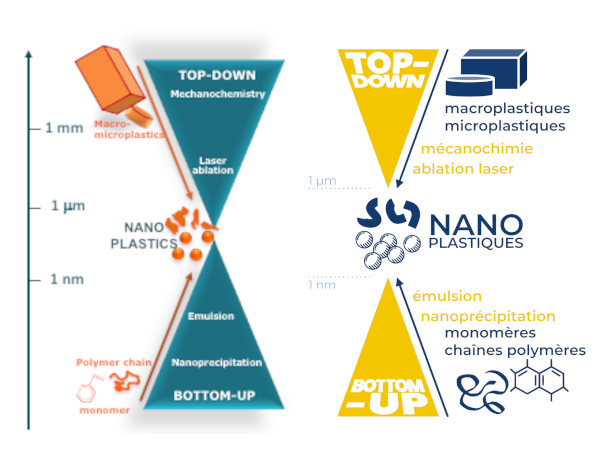 TOP-DOWN
Mechanochemistry
Macro-
microplastics
1 mm
Laser
ablation
1 µm
NANO
PLASTICS
1 nm
Emulsion
Polymer chain
Nanoprecipitation
monomer
BOTTOM-UP
TOP-
DOWN
macroplastiques
microplastiques
mécanochimie
ablation laser
1 µm
NANO
PLASTIQUES
1 nm
émulsion
nanoprécipitation
monomères
chaînes polymères
BOTTOM
-UP